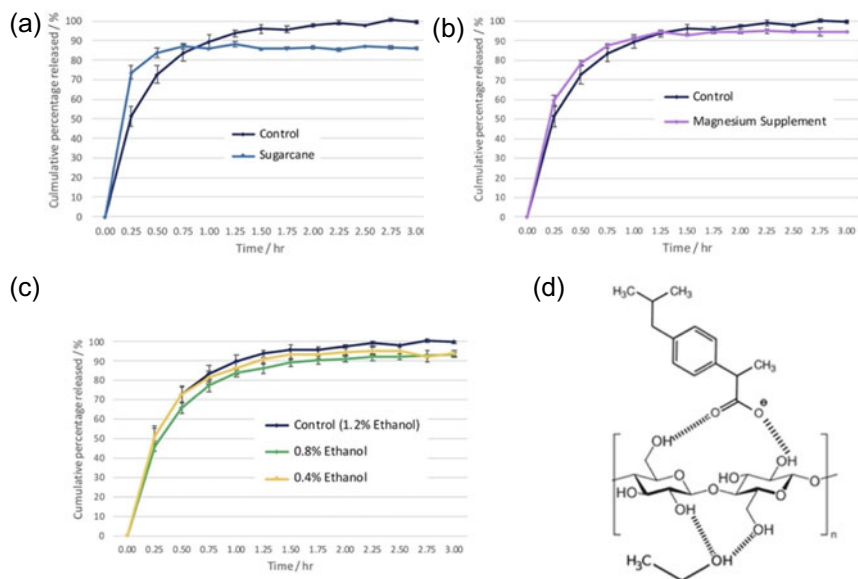 (a)
Culmulative percentage released / %
100
90
80
70
60
50
40
30
20
10
0
Control
Sugarcane
0.00 0.25 0.50 0.75 1.00 1.25 1.50 1.75 2.00 2.25 2.50 2.75 3.00
Time / hr
(b)
Culmulative percentage released / %
100
90
80
70
60
50
40
30
20
10
0
Control
Magnesium Supplement
0.00 0.25 0.50 0.75 1.00 1.25 1.50 1.75 2.00 2.25 2.50 2.75 3.00
Time / hr
(c)
Cumulative percentage released / %
100
90
80
70
60
50
40
30
20
10
0
Control (1.2% Ethanol)
0.8% Ethanol
0.4% Ethanol
0.00 0.25 0.50 0.75 1.00 1.25 1.50 1.75 2.00 2.25 2.50 2.75 3.00
Time / hr
(d)
CH₃
H₃C
CH₃
O O ⊖
OH OH
HO
O O O O
HO O
OH OH
OH
n